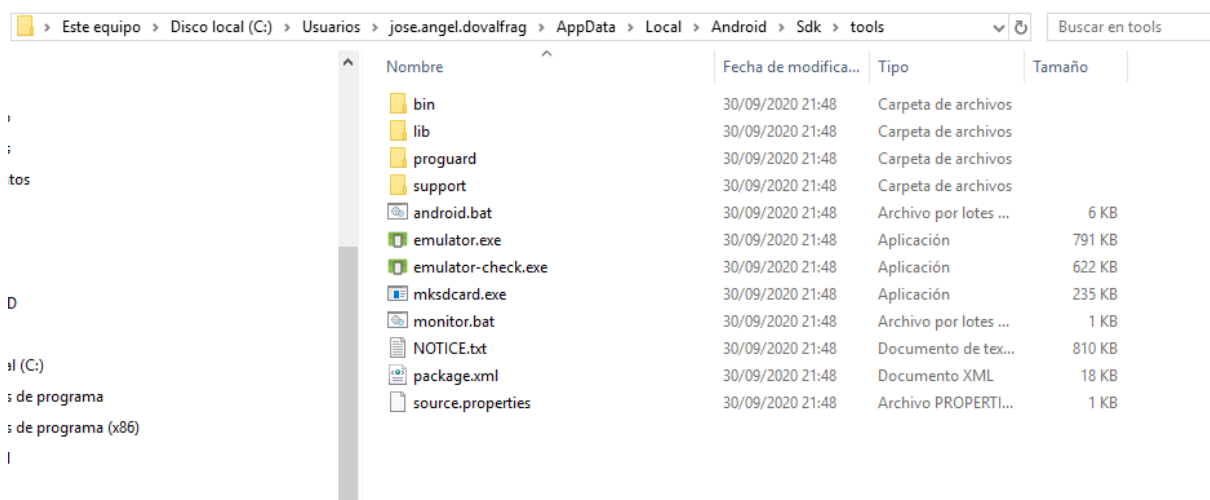 Este equipo > Disco local (C:) > Usuarios > jose.angel.dovalfrag > AppData > Local > Android > Sdk > tools Buscar en tools
Nombre Fecha de modifica... Tipo Tamaño
bin 30/09/2020 21:48 Carpeta de archivos
lib 30/09/2020 21:48 Carpeta de archivos
proguard 30/09/2020 21:48 Carpeta de archivos
tos support 30/09/2020 21:48 Carpeta de archivos
android.bat 30/09/2020 21:48 Archivo por lotes ... 6 KB
emulator.exe 30/09/2020 21:48 Aplicación 791 KB
emulator-check.exe 30/09/2020 21:48 Aplicación 622 KB
D mksdcard.exe 30/09/2020 21:48 Aplicación 235 KB
monitor.bat 30/09/2020 21:48 Archivo por lotes ... 1 KB
NOTICE.txt 30/09/2020 21:48 Documento de tex... 810 KB
al (C:) package.xml 30/09/2020 21:48 Documento XML 18 KB
s de programa source.properties 30/09/2020 21:48 Archivo PROPERTI... 1 KB
s de programa (x86)